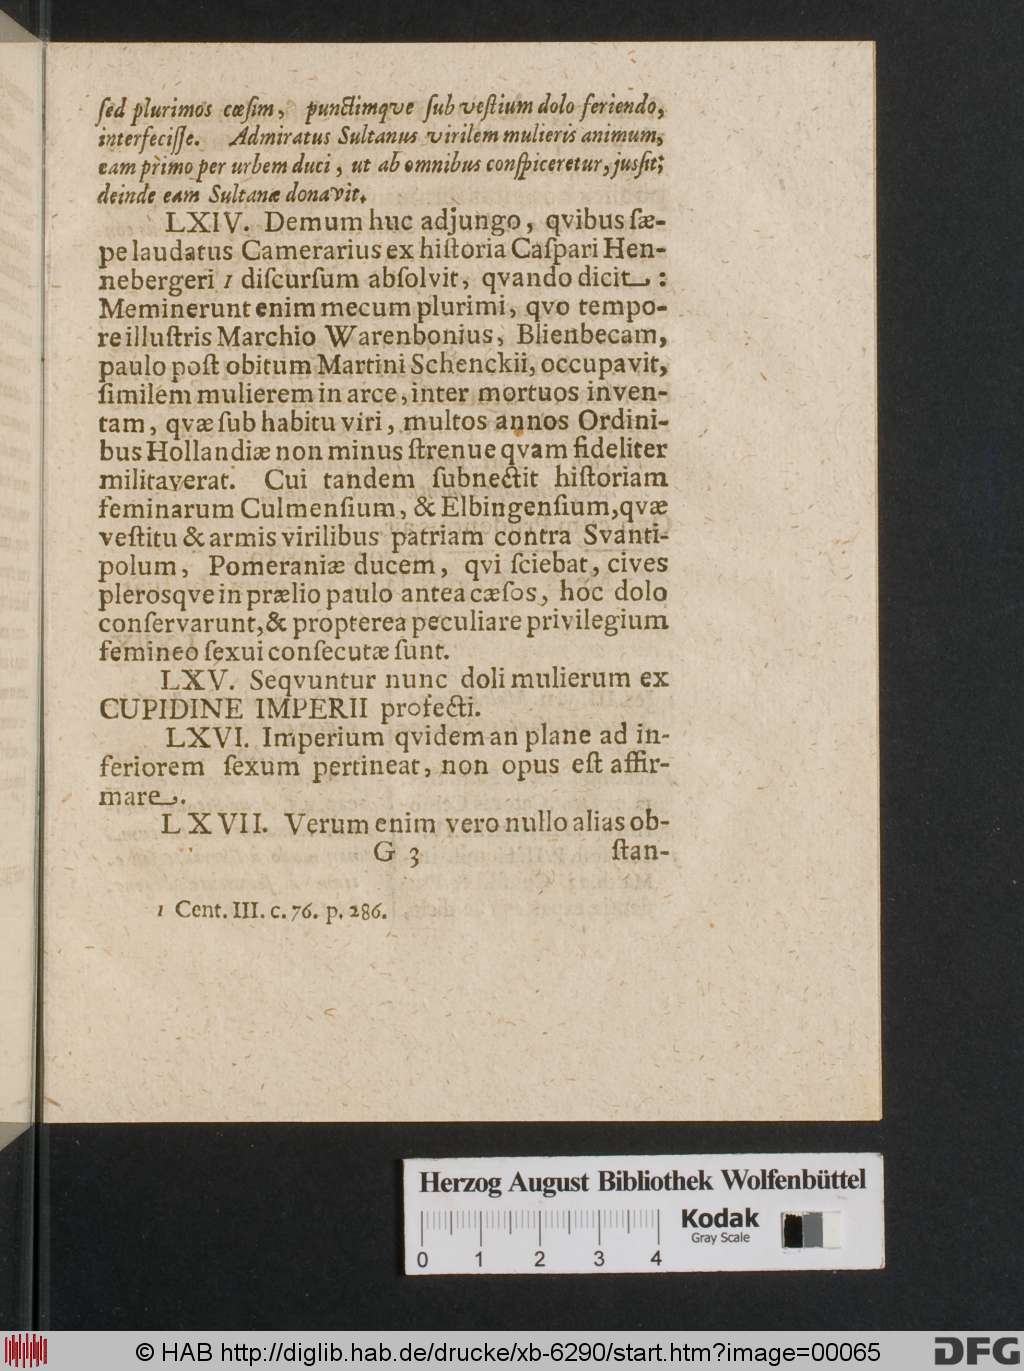 ſed plurimos cæſim, punctimqve ſub veſtium dolo feriendo,
interfeciſſe. Admiratus Sultanus virilem mulieris animum,
eam primo per urbem duci, ut ab omnibus conſpiceretur, jusſit;
deinde eam Sultanæ donavit.
LXIV. Demum huc adjungo, qvibus ſæ-
pe laudatus Camerarius ex hiſtoria Caſpari Hen-
nebergeri 1 diſcurſum abſolvit, qvando dicit :
Meminerunt enim mecum plurimi, qvo tempo-
re illuſtris Marchio Warenbonius, Blienbecam,
paulo poſt obitum Martini Schenckii, occupavit,
ſimilem mulierem in arce, inter mortuos inven-
tam, qvæ ſub habitu viri, multos annos Ordini-
bus Hollandiæ non minus ſtrenue qvam fideliter
militaverat. Cui tandem ſubnectit hiſtoriam
feminarum Culmenſium, & Elbingenſium, qvæ
veſtitu & armis virilibus patriam contra Svanti-
polum, Pomeraniæ ducem, qvi ſciebat, cives
plerosqve in prælio paulo antea cæſos, hoc dolo
conſervarunt, & propterea peculiare privilegium
femineo ſexui conſecutæ ſunt.
LXV. Seqvuntur nunc doli mulierum ex
CUPIDINE IMPERII profecti.
LXVI. Imperium qvidem an plane ad in-
feriorem ſexum pertineat, non opus eſt affir-
mare.
LXVII. Verum enim vero nullo alias ob-
G 3 ſtan-
1 Cent. III. c. 76. p. 286.
Herzog August Bibliothek Wolfenbüttel
Kodak
Gray Scale
0 1 2 3 4
© HAB http://diglib.hab.de/drucke/xb-6290/start.htm?image=00065
DFG